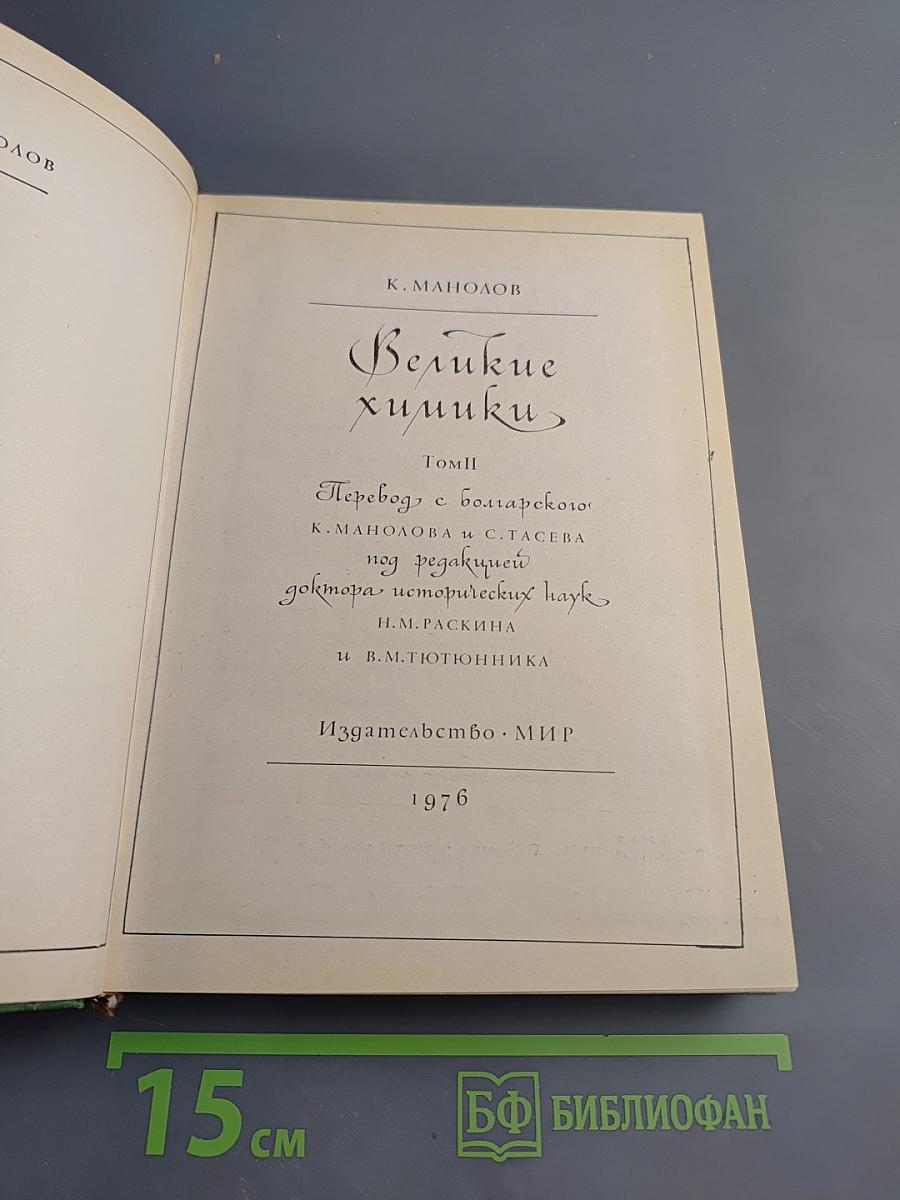 К. МАНОЛОВ
Великие
химики
Том II
Перевод с болгарского
К. МАНОЛОВА и С. ТАСЕВА
под редакцией
доктора исторических наук
Н. М. РАСКИНА
и В. М. ТЮТЮННИКА
Издательство · МИР
1976
15 см
БФ БИБЛИОФАН